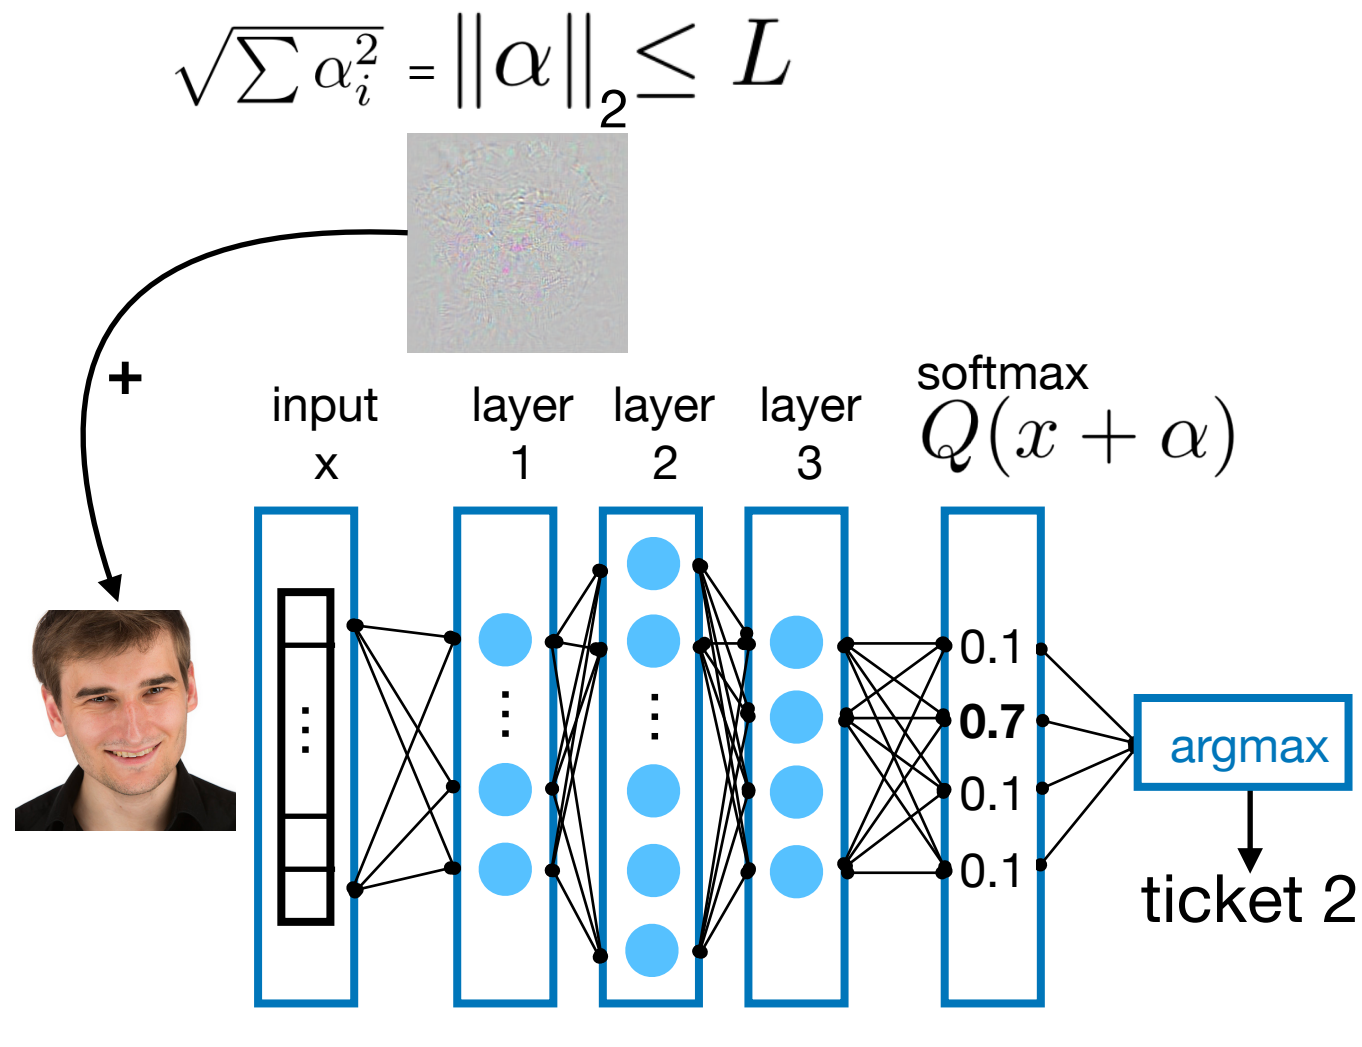 √∑ α_i^2 = ||α||_2 ≤ L
+
input
x
layer
1
layer
2
layer
3
softmax
Q(x + α)
...
...
...
0.1
0.7
0.1
0.1
argmax
ticket 2